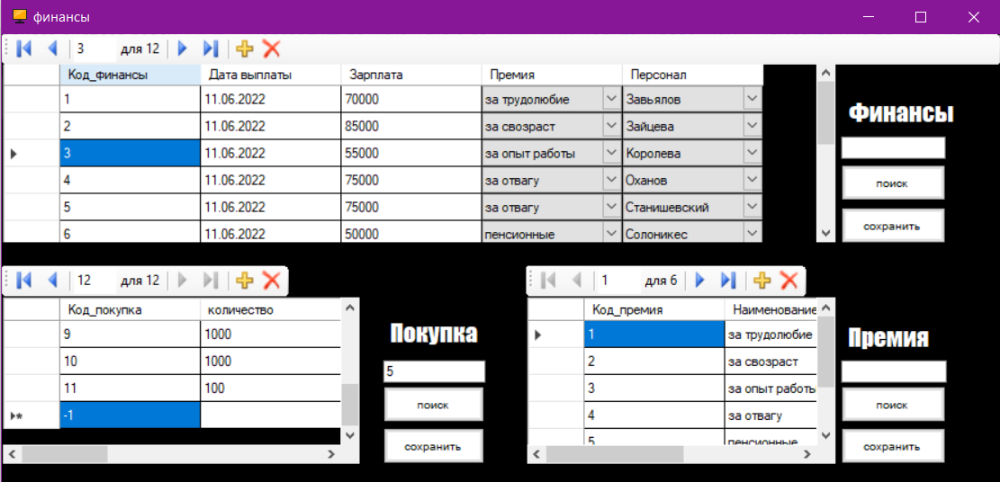 финансы
3 для 12
Код_финансы Дата выплаты Зарплата Премия Персонал
1 11.06.2022 70000 за трудолюбие Завьялов
2 11.06.2022 85000 за свозраст Зайцева
3 11.06.2022 55000 за опыт работы Королева
4 11.06.2022 75000 за отвагу Оханов
5 11.06.2022 75000 за отвагу Станишевский
6 11.06.2022 50000 пенсионные Солоникес
Финансы
поиск
сохранить
12 для 12
Код_покупка количество
9 1000
10 1000
11 100
-1
Покупка
5
поиск
сохранить
1 для 6
Код_премия Наименование
1 за трудолюбие
2 за свозраст
3 за опыт работы
4 за отвагу
5 пенсионные
Премия
поиск
сохранить